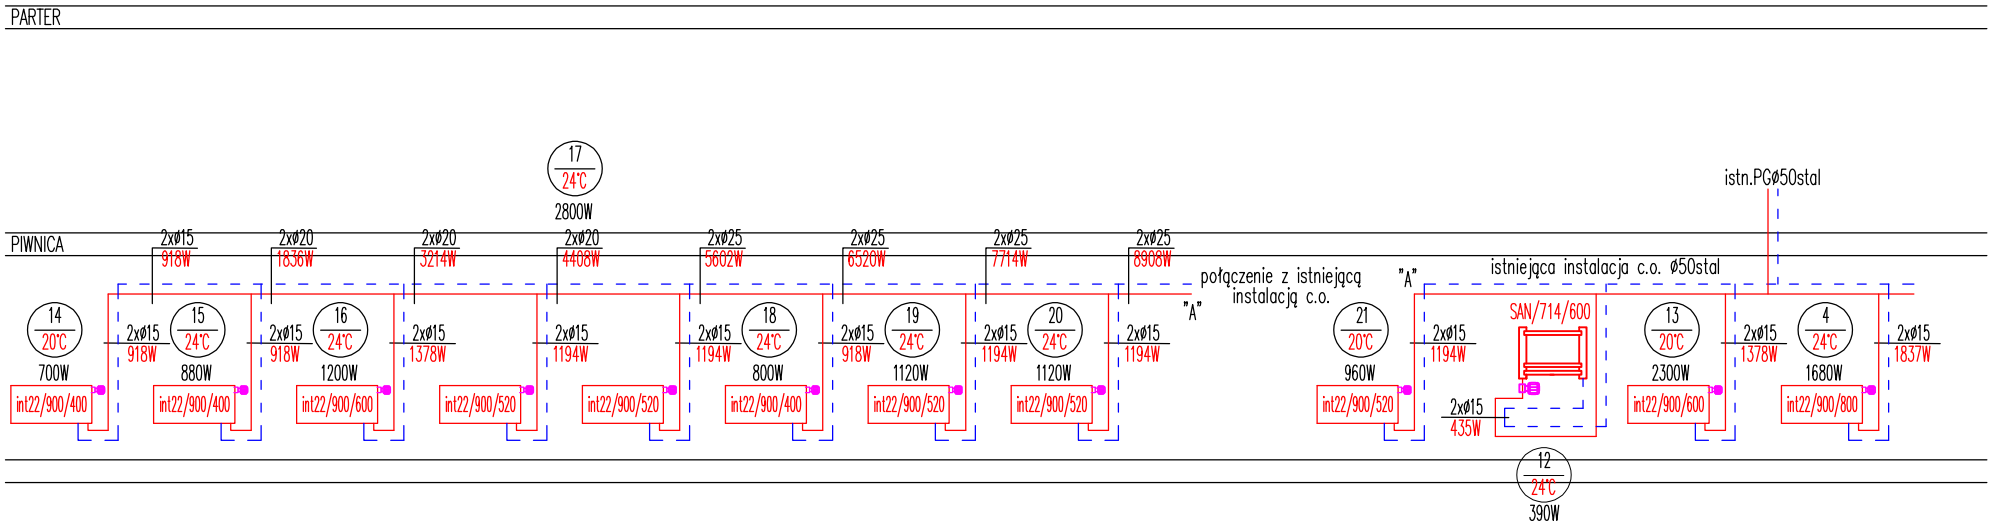 PARTER
17
24°C
2800W
istn.PGø50stal
PIWNICA
2xø15
918W
2xø20
1836W
2xø20
3214W
2xø20
4408W
2xø25
5602W
2xø25
6520W
2xø25
7714W
2xø25
8908W
połączenie z istniejącą
instalacją c.o.
"A"
"A"
istniejąca instalacja c.o. Ø50stal
14
20°C
700W
2xø15
918W
15
24°C
880W
2xø15
918W
16
24°C
1200W
2xø15
1378W
2xø15
1194W
2xø15
1194W
18
24°C
800W
2xø15
918W
19
24°C
1120W
2xø15
1194W
20
24°C
1120W
2xø15
1194W
21
20°C
960W
2xø15
1194W
SAN/714/600
13
20°C
2300W
2xø15
1378W
4
24°C
1680W
2xø15
1837W
int22/900/400
int22/900/400
int22/900/600
int22/900/520
int22/900/520
int22/900/400
int22/900/520
int22/900/520
int22/900/520
2xø15
435W
int22/900/600
int22/900/800
12
24°C
390W